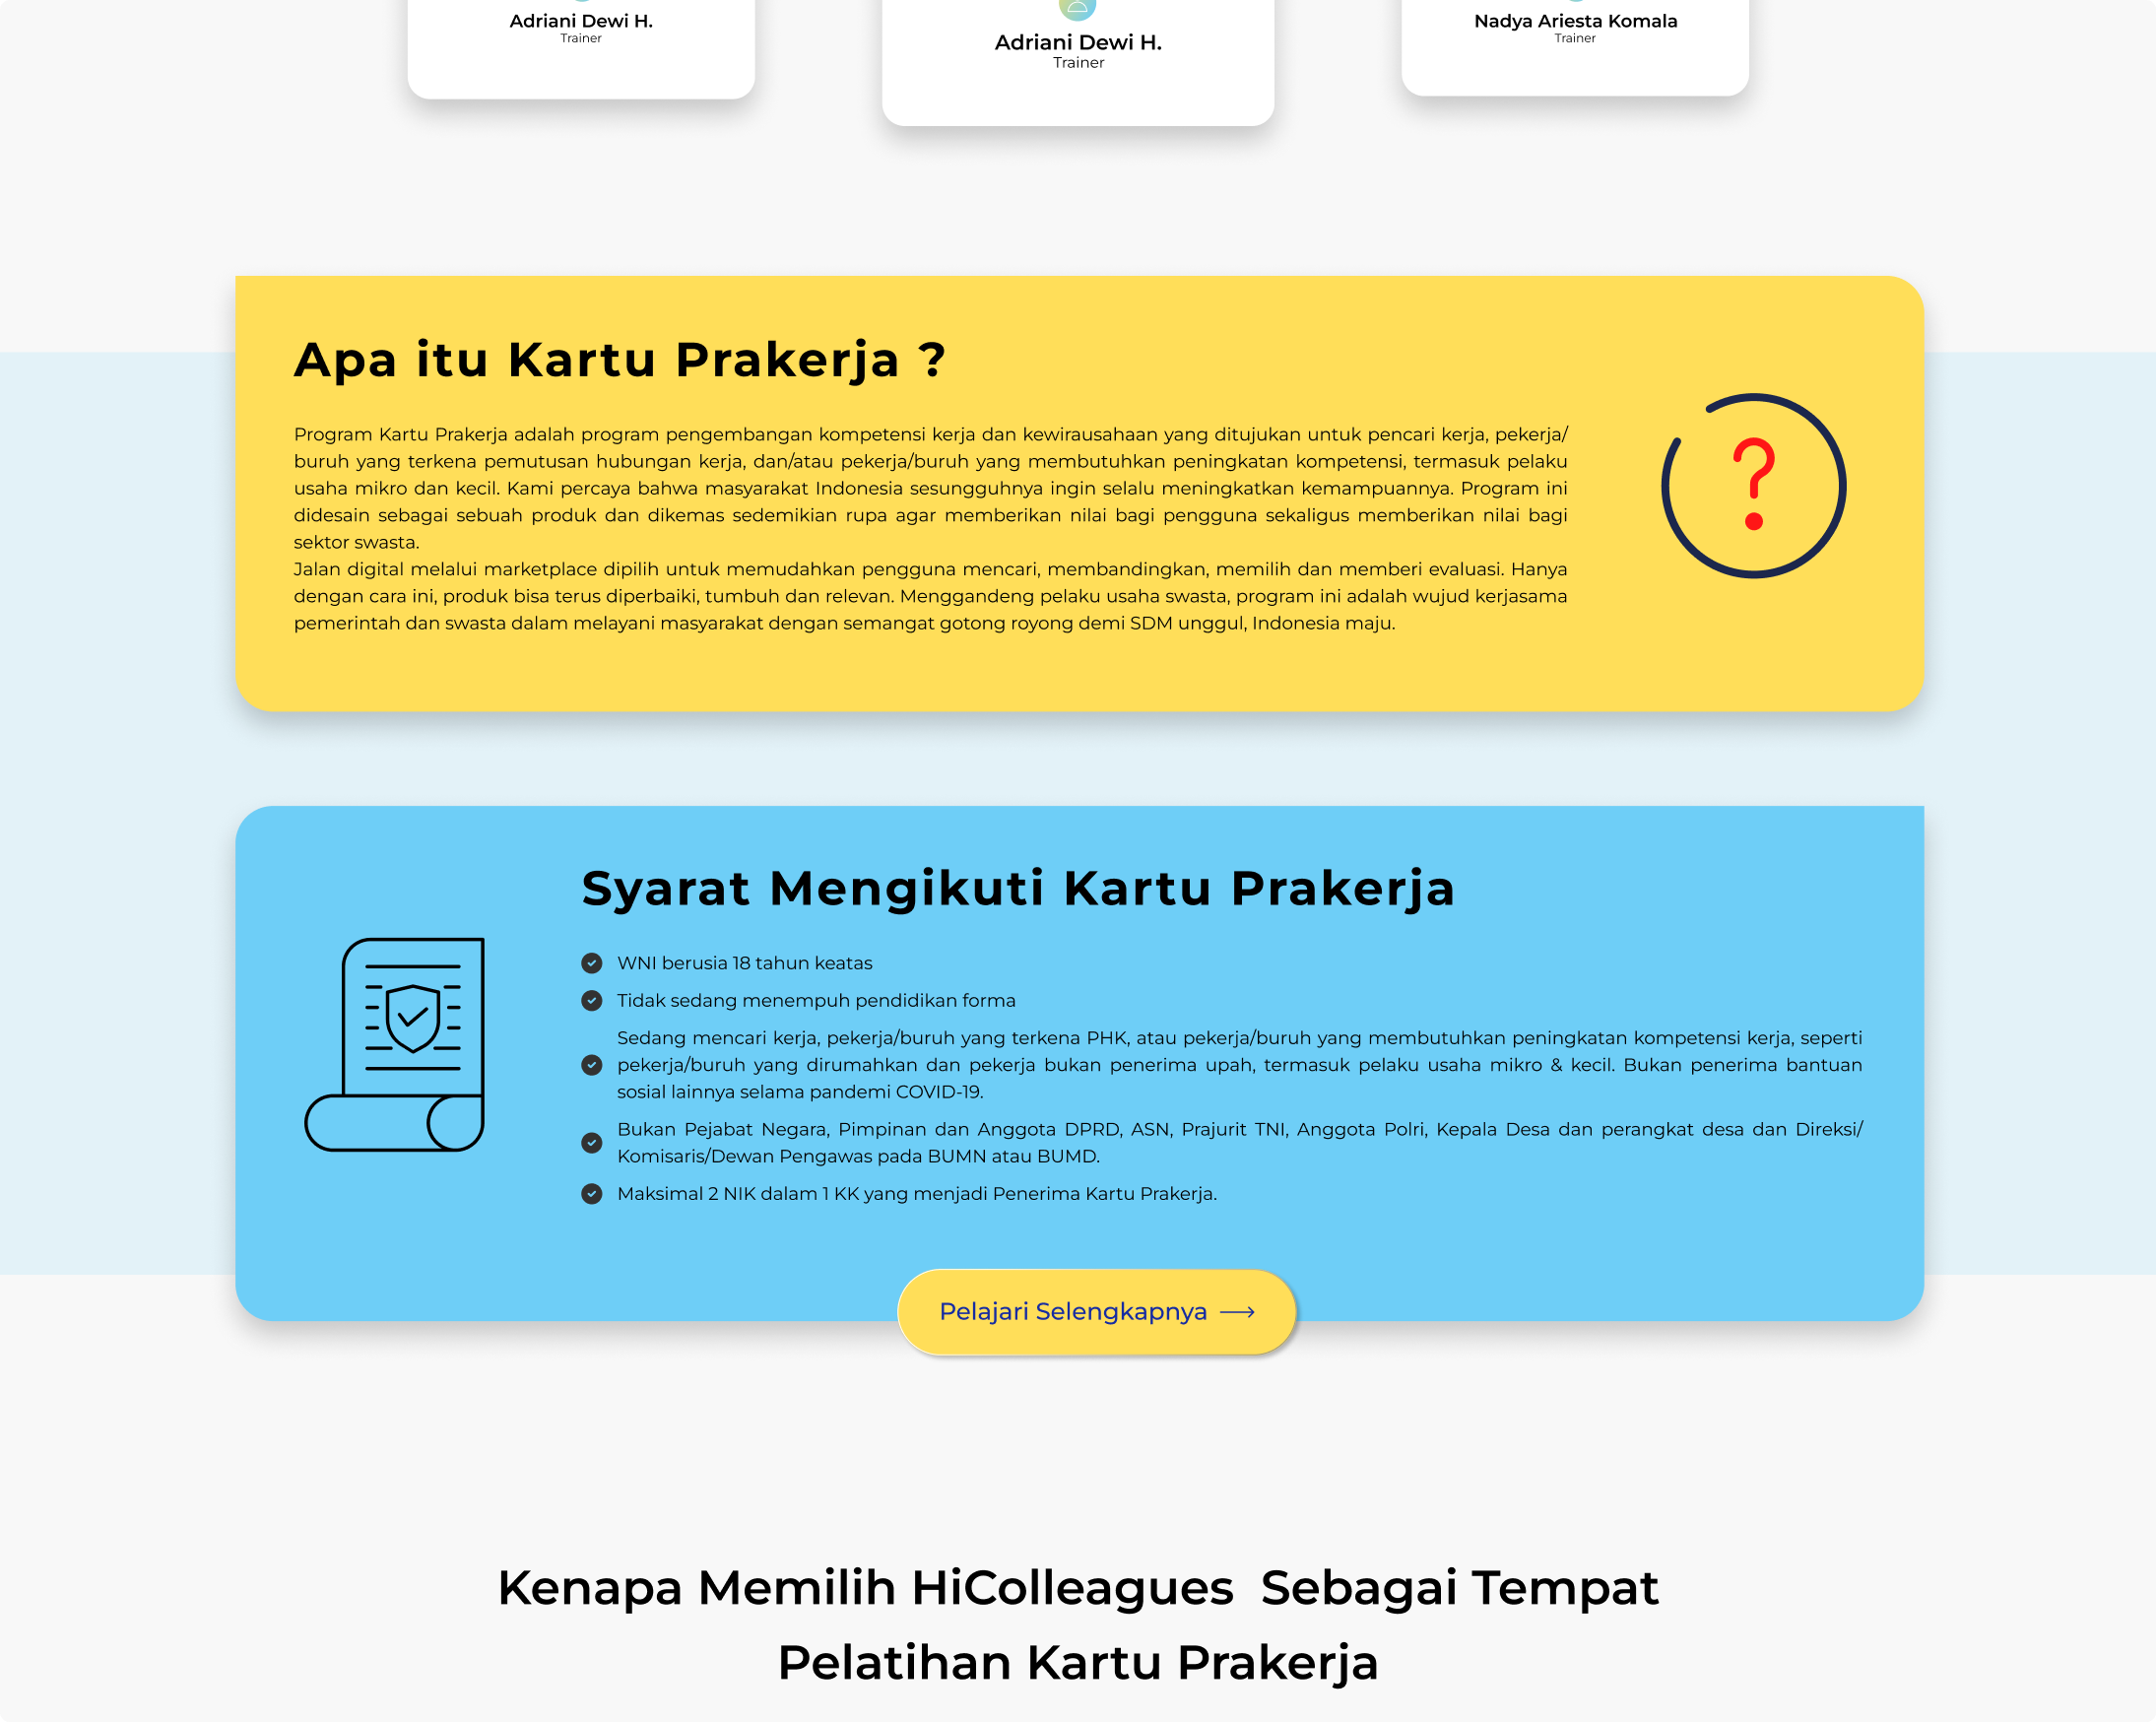 Adriani Dewi H.
Trainer
Adriani Dewi H.
Trainer
Nadya Ariesta Komala
Trainer
Apa itu Kartu Prakerja ?
Program Kartu Prakerja adalah program pengembangan kompetensi kerja dan kewirausahaan yang ditujukan untuk pencari kerja, pekerja/
buruh yang terkena pemutusan hubungan kerja, dan/atau pekerja/buruh yang membutuhkan peningkatan kompetensi, termasuk pelaku
usaha mikro dan kecil. Kami percaya bahwa masyarakat Indonesia sesungguhnya ingin selalu meningkatkan kemampuannya. Program ini
didesain sebagai sebuah produk dan dikemas sedemikian rupa agar memberikan nilai bagi pengguna sekaligus memberikan nilai bagi
sektor swasta.
Jalan digital melalui marketplace dipilih untuk memudahkan pengguna mencari, membandingkan, memilih dan memberi evaluasi. Hanya
dengan cara ini, produk bisa terus diperbaiki, tumbuh dan relevan. Menggandeng pelaku usaha swasta, program ini adalah wujud kerjasama
pemerintah dan swasta dalam melayani masyarakat dengan semangat gotong royong demi SDM unggul, Indonesia maju.
?
Syarat Mengikuti Kartu Prakerja
WNI berusia 18 tahun keatas
Tidak sedang menempuh pendidikan forma
Sedang mencari kerja, pekerja/buruh yang terkena PHK, atau pekerja/buruh yang membutuhkan peningkatan kompetensi kerja, seperti
pekerja/buruh yang dirumahkan dan pekerja bukan penerima upah, termasuk pelaku usaha mikro & kecil. Bukan penerima bantuan
sosial lainnya selama pandemi COVID-19.
Bukan Pejabat Negara, Pimpinan dan Anggota DPRD, ASN, Prajurit TNI, Anggota Polri, Kepala Desa dan perangkat desa dan Direksi/
Komisaris/Dewan Pengawas pada BUMN atau BUMD.
Maksimal 2 NIK dalam 1 KK yang menjadi Penerima Kartu Prakerja.
Pelajari Selengkapnya
Kenapa Memilih HiColleagues  Sebagai Tempat
Pelatihan Kartu Prakerja